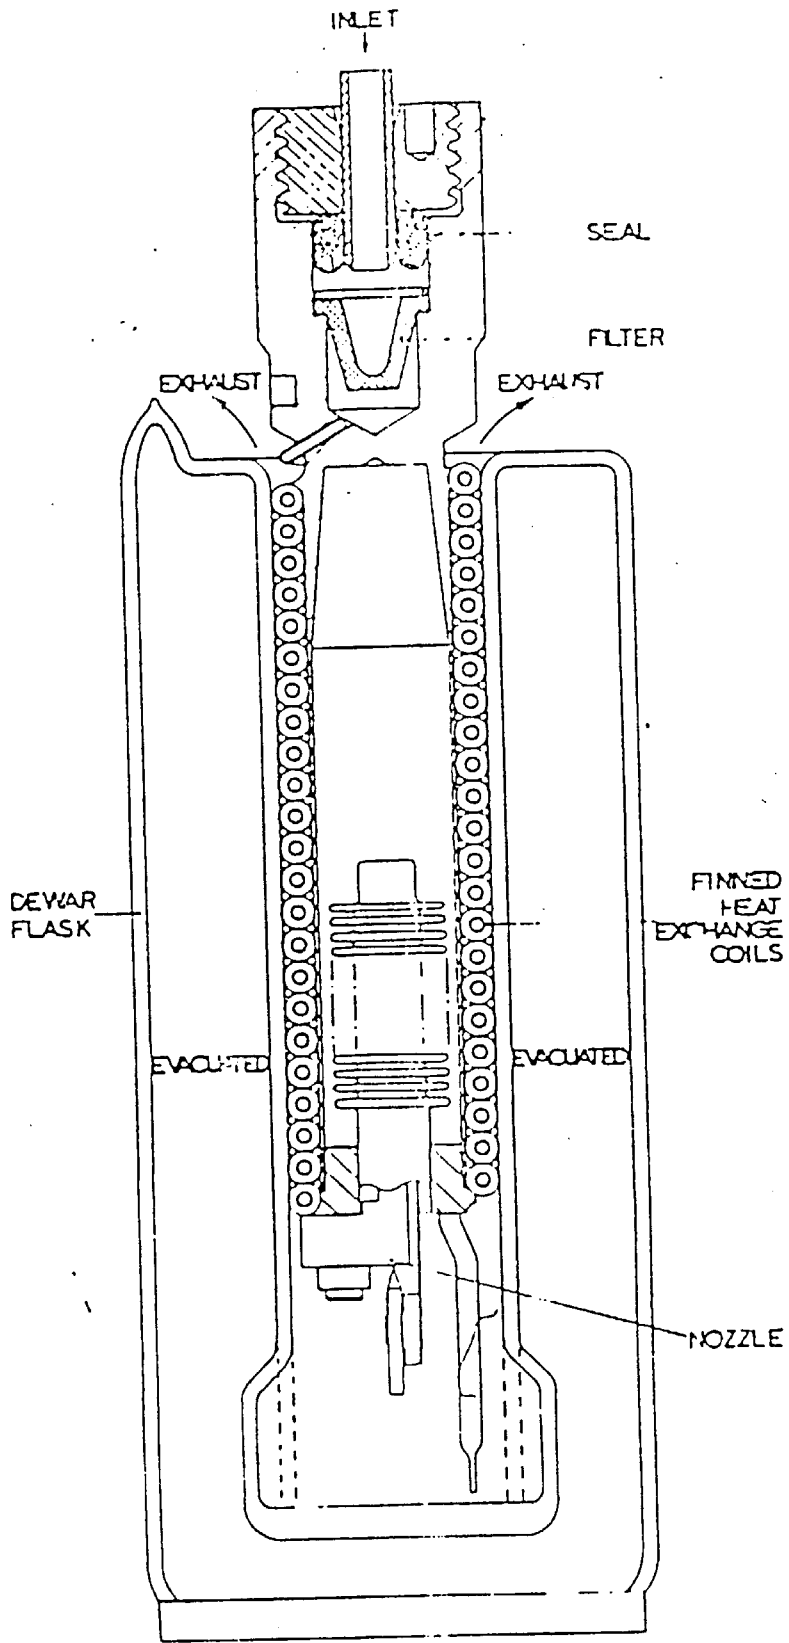 INLET
SEAL
FILTER
EXHAUST
EXHAUST
DEWAR
FLASK
FINNED
HEAT
EXCHANGE
COILS
EVACUATED
EVACUATED
NOZZLE